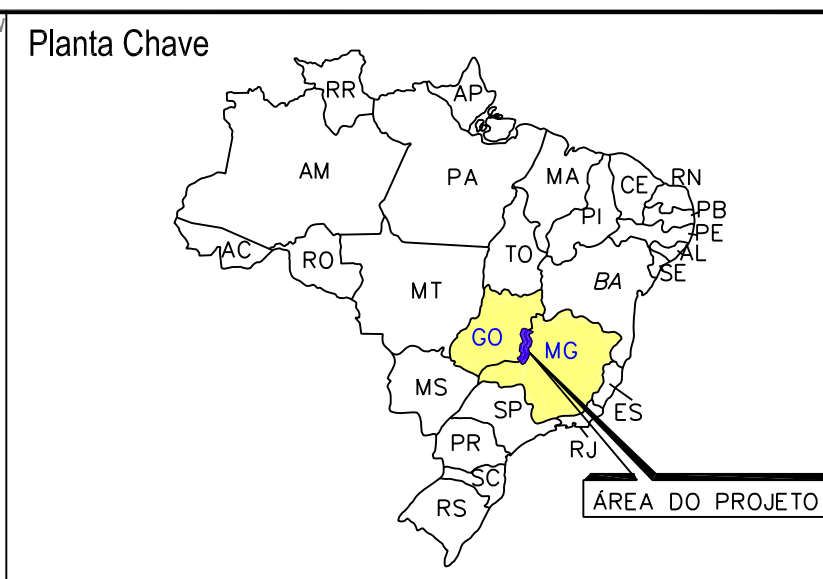 Planta Chave
RR
AP
AM
PA
MA
CE
RN
PI
PB
PE
AL
SE
AC
RO
TO
BA
MT
GO
MG
MS
ES
SP
RJ
PR
SC
RS
ÁREA DO PROJETO